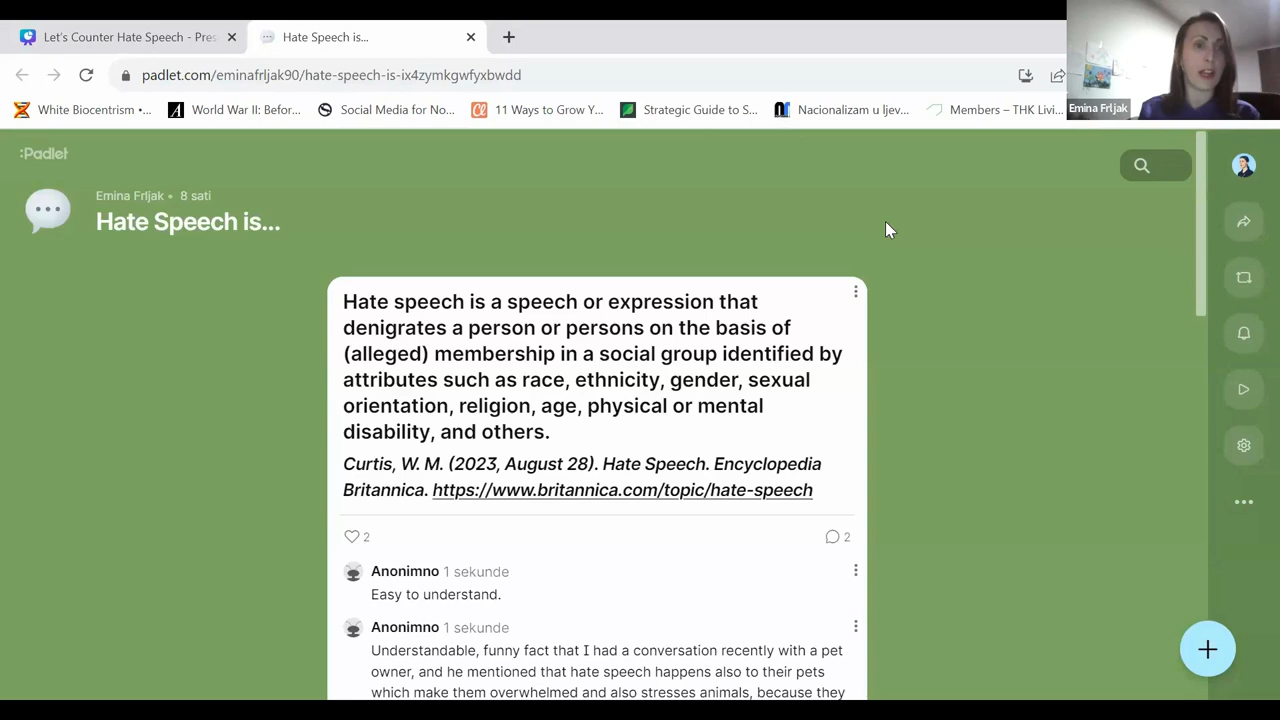 Let's Counter Hate Speech - Pres
Hate Speech is...
padlet.com/eminafrljak90/hate-speech-is-ix4zymkgwfyxbwdd
White Biocentrism •... World War II: Befor... Social Media for No... 11 Ways to Grow Y... Strategic Guide to S... Nacionalizam u ljev... Members – THK Livi...
Emina Frljak
:Padlet
Emina Frljak • 8 sati
Hate Speech is...
Hate speech is a speech or expression that
denigrates a person or persons on the basis of
(alleged) membership in a social group identified by
attributes such as race, ethnicity, gender, sexual
orientation, religion, age, physical or mental
disability, and others.
Curtis, W. M. (2023, August 28). Hate Speech. Encyclopedia
Britannica. https://www.britannica.com/topic/hate-speech
2
2
Anonimno 1 sekunde
Easy to understand.
Anonimno 1 sekunde
Understandable, funny fact that I had a conversation recently with a pet
owner, and he mentioned that hate speech happens also to their pets
which make them overwhelmed and also stresses animals, because they